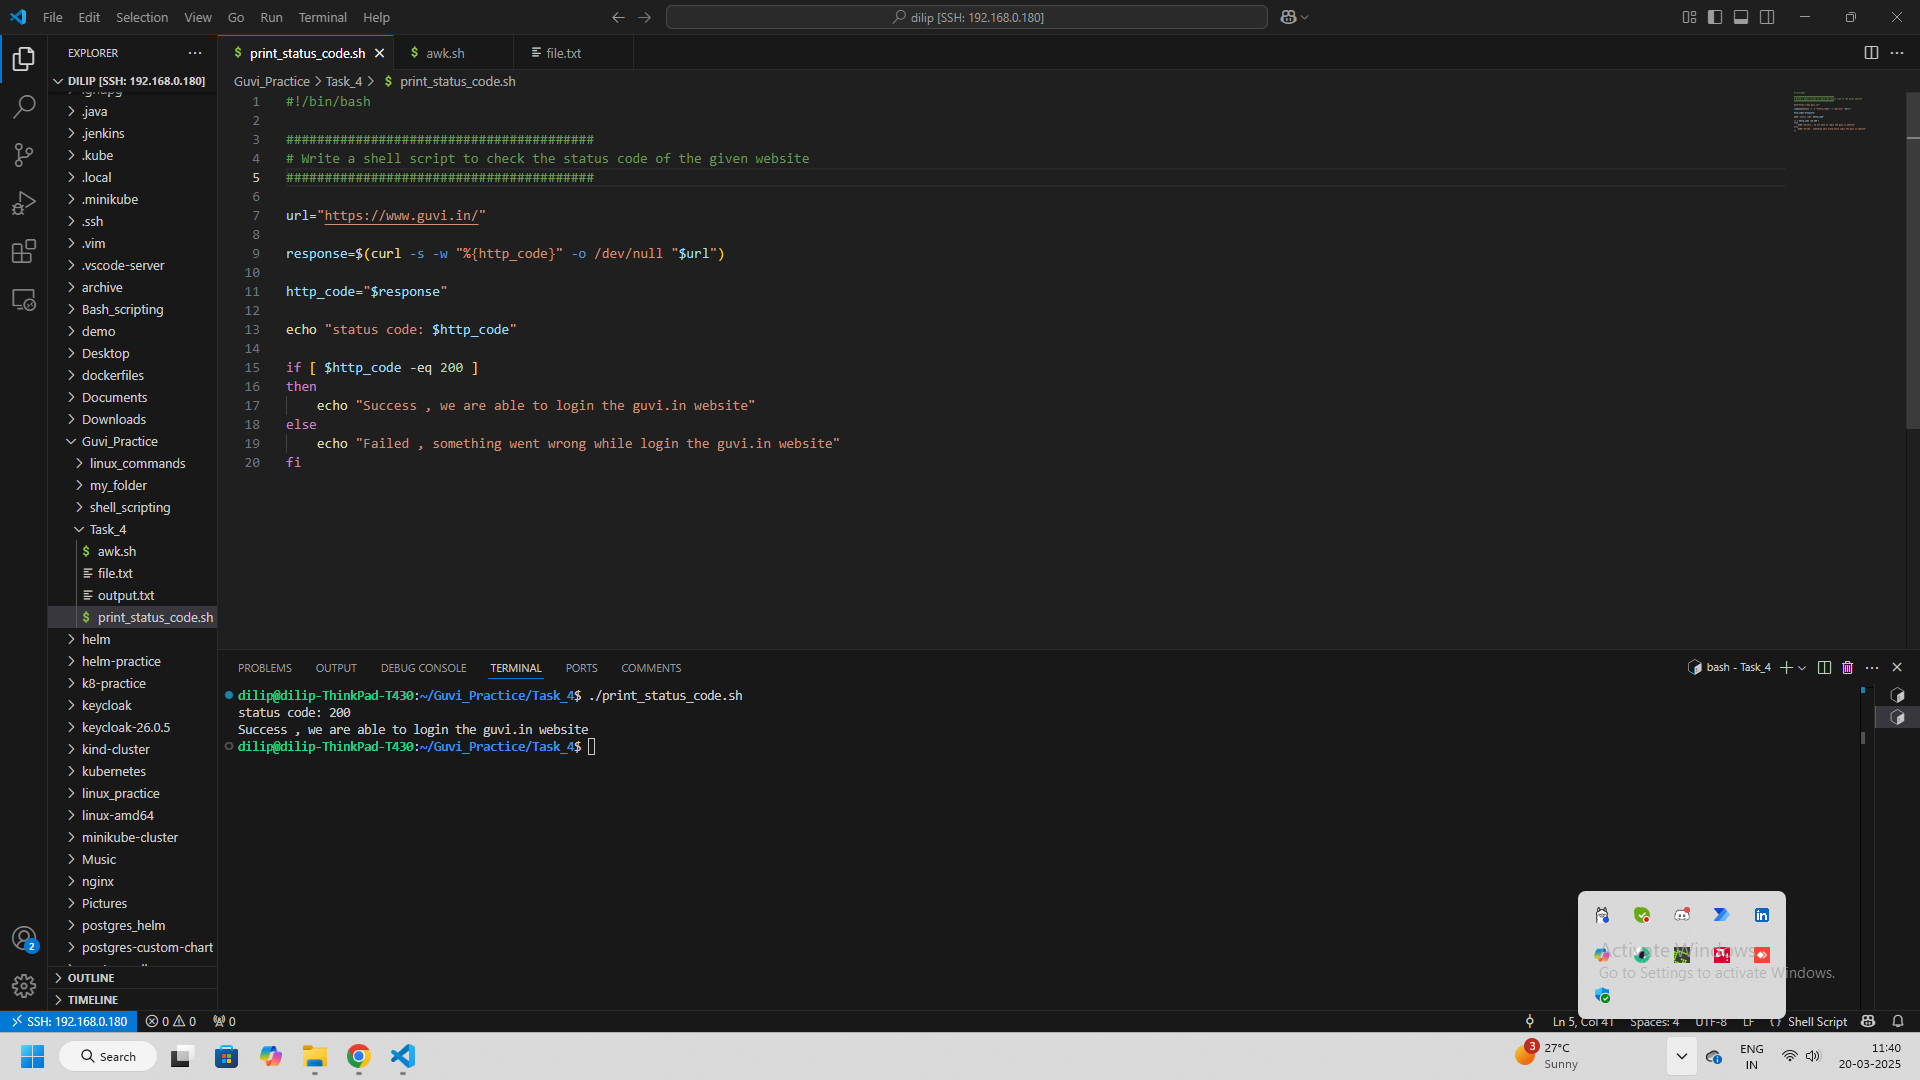 File Edit Selection View Go Run Terminal Help
dilip [SSH: 192.168.0.180]
EXPLORER
DILIP [SSH: 192.168.0.180]
.java
.jenkins
.kube
.local
.minikube
.ssh
.vim
.vscode-server
archive
Bash_scripting
demo
Desktop
dockerfiles
Documents
Downloads
Guvi_Practice
linux_commands
my_folder
shell_scripting
Task_4
awk.sh
file.txt
output.txt
print_status_code.sh
helm
helm-practice
k8-practice
keycloak
keycloak-26.0.5
kind-cluster
kubernetes
linux_practice
linux-amd64
minikube-cluster
Music
nginx
Pictures
postgres_helm
postgres-custom-chart
OUTLINE
TIMELINE
$ print_status_code.sh
$ awk.sh
file.txt
Guvi_Practice > Task_4 > $ print_status_code.sh
1 #!/bin/bash
2
3 ########################################
4 # Write a shell script to check the status code of the given website
5 ########################################
6
7 url="https://www.guvi.in/"
8
9 response=$(curl -s -w "%{http_code}" -o /dev/null "$url")
10
11 http_code="$response"
12
13 echo "status code: $http_code"
14
15 if [ $http_code -eq 200 ]
16 then
17 echo "Success , we are able to login the guvi.in website"
18 else
19 echo "Failed , something went wrong while login the guvi.in website"
20 fi
PROBLEMS OUTPUT DEBUG CONSOLE TERMINAL PORTS COMMENTS
bash - Task_4
dilip@dilip-ThinkPad-T430:~/Guvi_Practice/Task_4$ ./print_status_code.sh
status code: 200
Success , we are able to login the guvi.in website
dilip@dilip-ThinkPad-T430:~/Guvi_Practice/Task_4$
Activate Windows
Go to Settings to activate Windows.
2
SSH: 192.168.0.180
0 0
0
Ln 5, Col 41 Spaces: 4 UTF-8 LF {} Shell Script
Search
3
27°C
Sunny
ENG
IN
11:40
20-03-2025